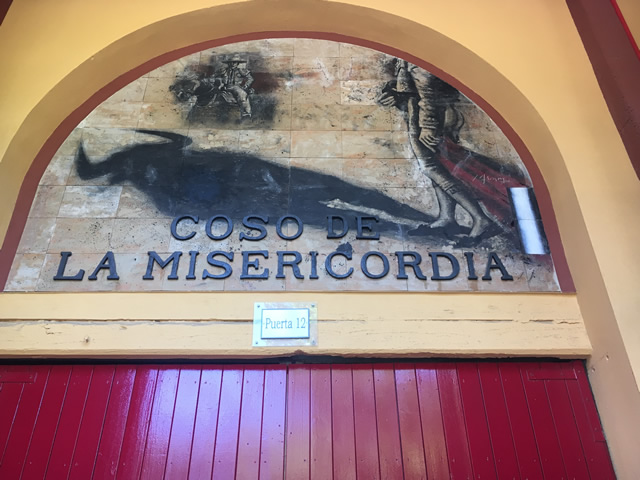 COSO DE
LA MISERICORDIA
Puerta 12